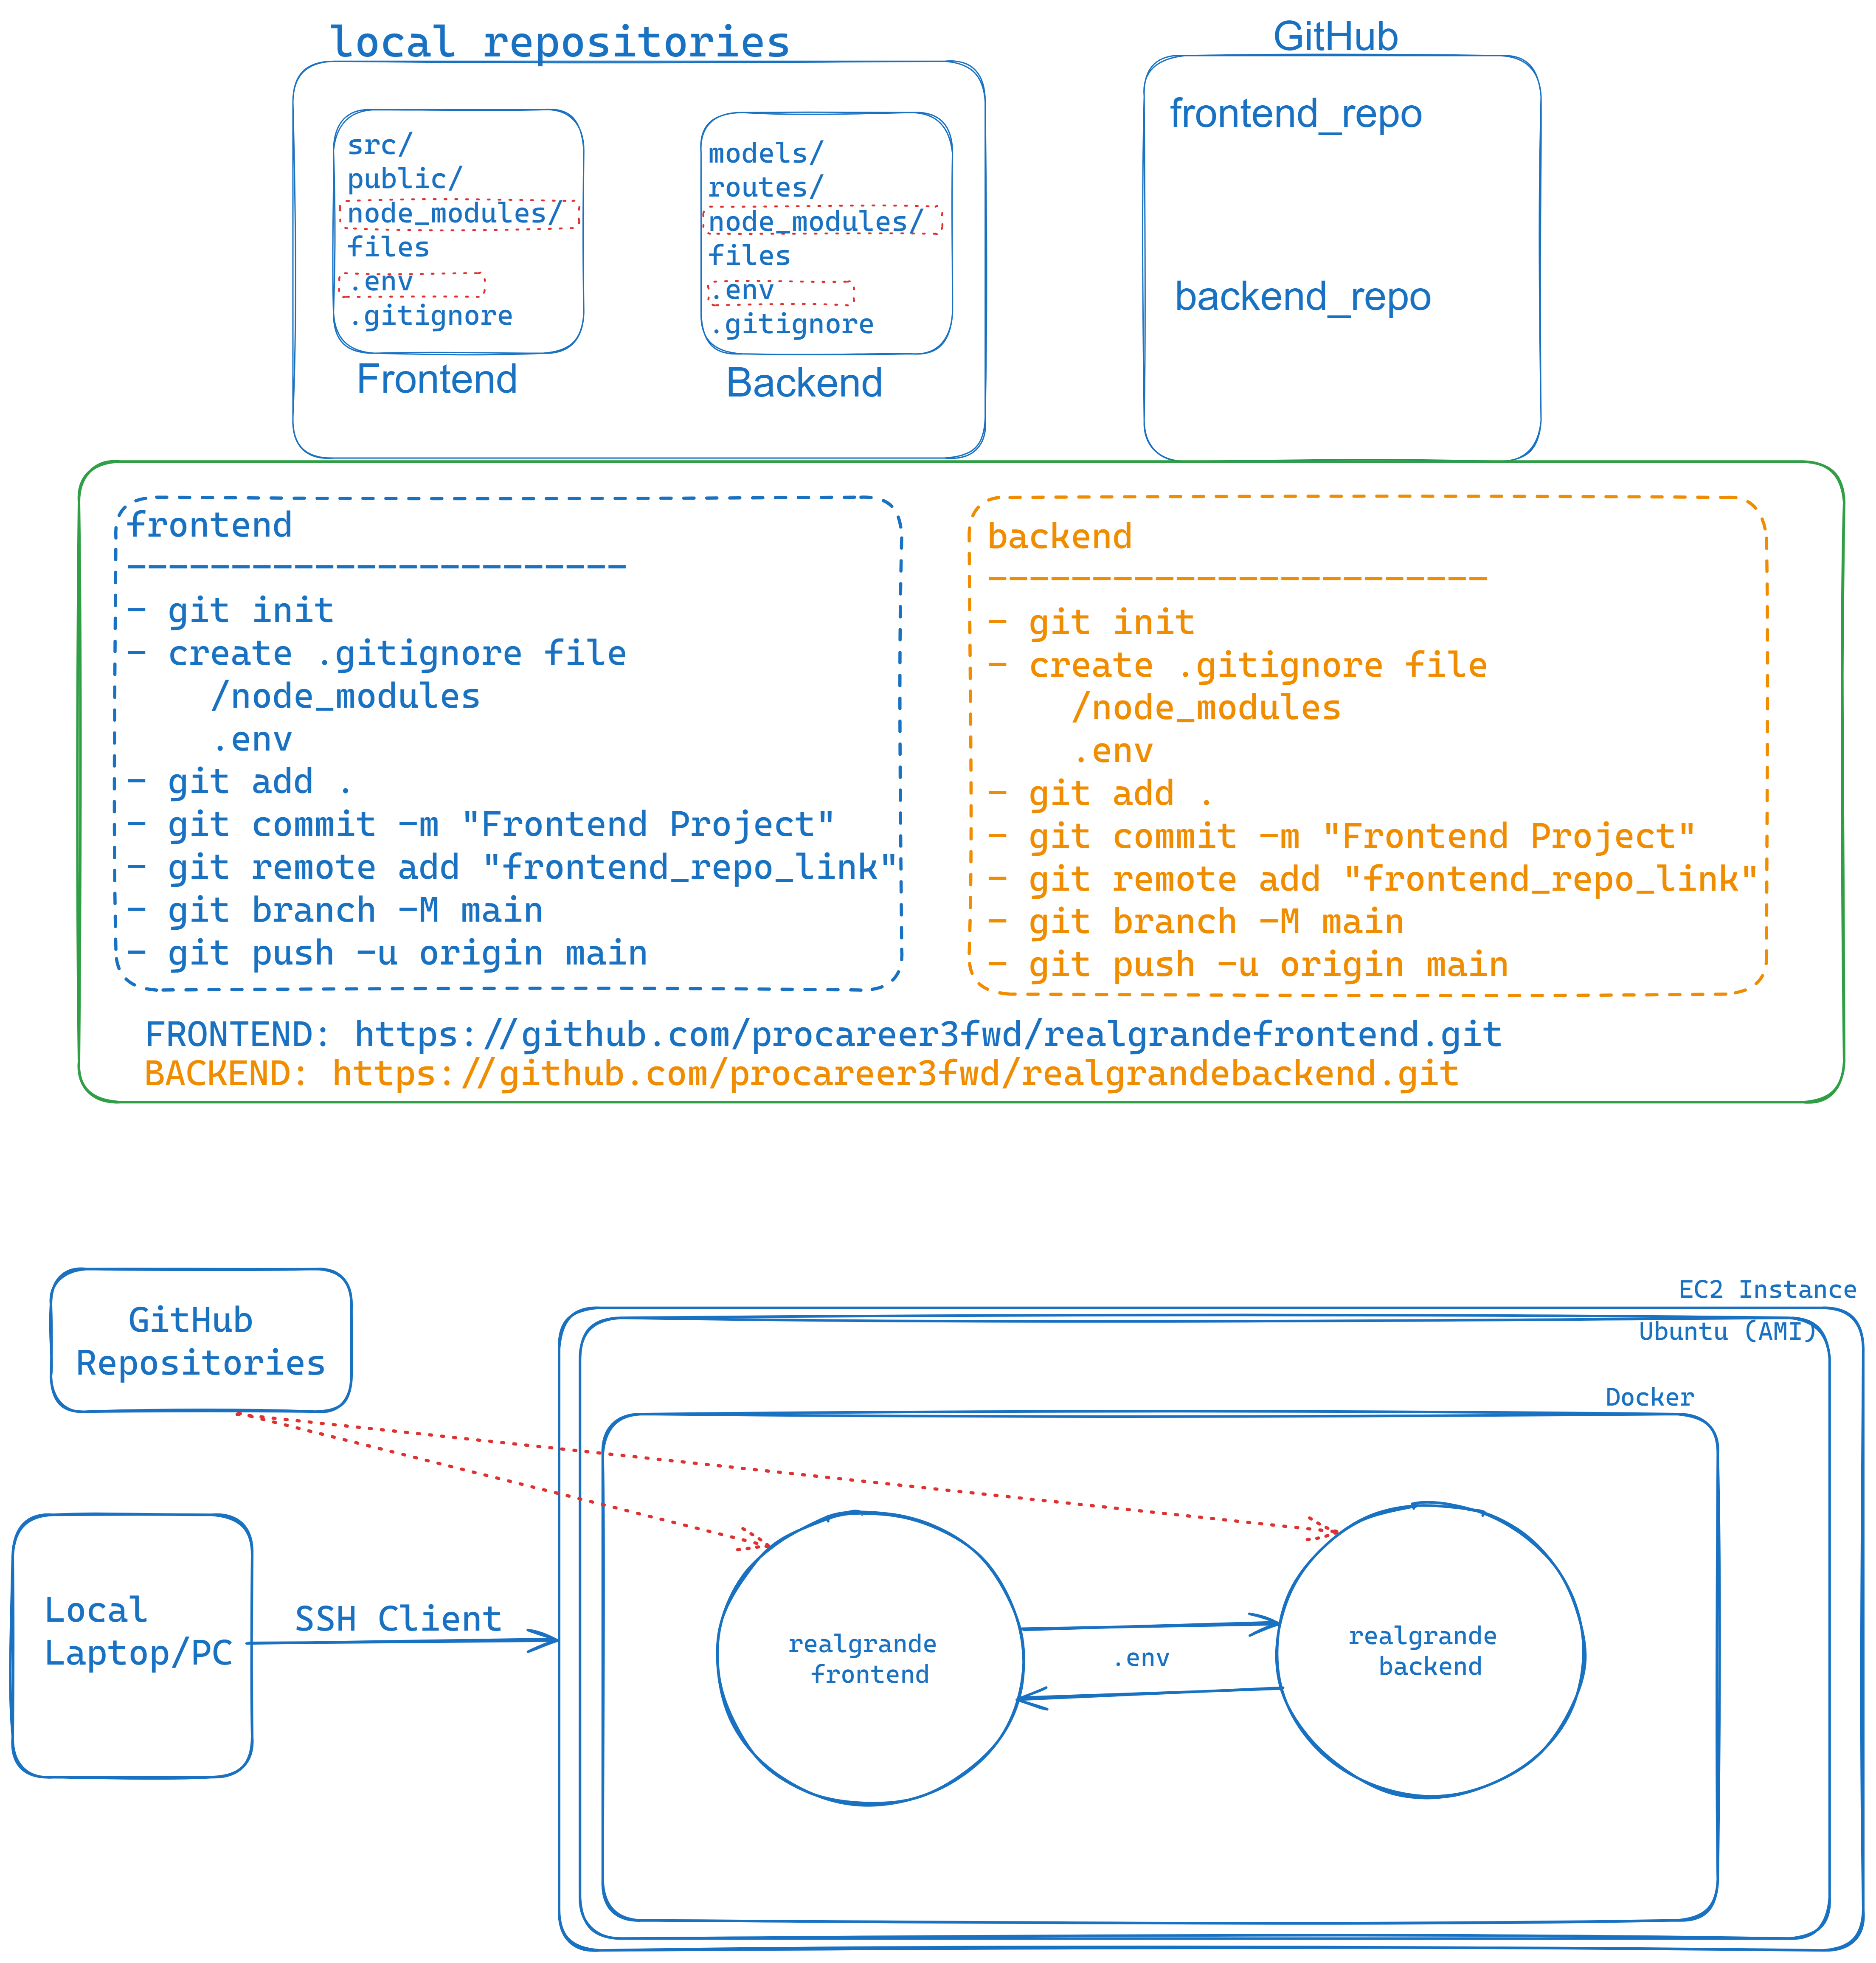 local repositories
GitHub
src/
public/
node_modules/
files
.env
.gitignore
Frontend
models/
routes/
node_modules/
files
.env
.gitignore
Backend
frontend_repo
backend_repo
frontend
------------------------
- git init
- create .gitignore file
/node_modules
.env
- git add .
- git commit -m "Frontend Project"
- git remote add "frontend_repo_link"
- git branch -M main
- git push -u origin main
backend
------------------------
- git init
- create .gitignore file
/node_modules
.env
- git add .
- git commit -m "Frontend Project"
- git remote add "frontend_repo_link"
- git branch -M main
- git push -u origin main
FRONTEND: https://github.com/procareer3fwd/realgrandefrontend.git
BACKEND: https://github.com/procareer3fwd/realgrandebackend.git
GitHub
Repositories
EC2 Instance
Ubuntu (AMI)
Docker
Local
Laptop/PC
SSH Client
realgrande
frontend
.env
realgrande
backend